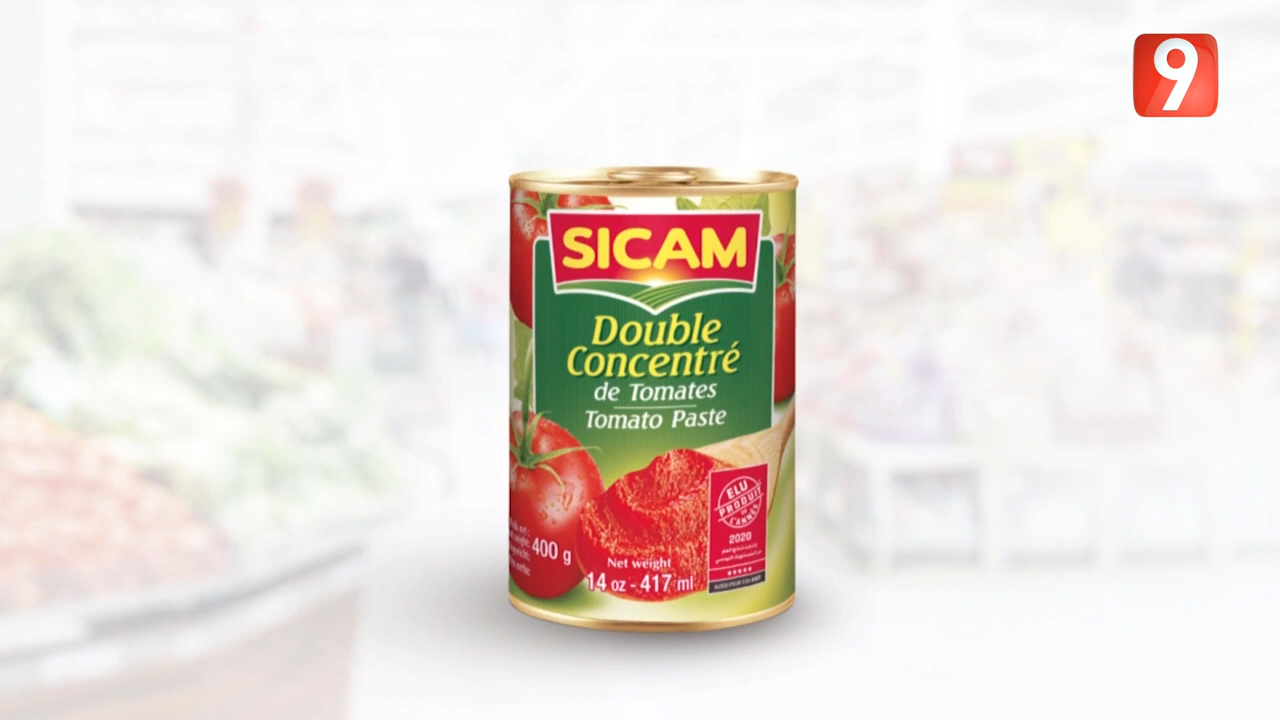 9
SICAM
Double
Concentré
de Tomates
Tomato Paste
ELU
PRODUIT
DE
L'ANNÉE
2020
400 g
Net weight
14 oz - 417 ml